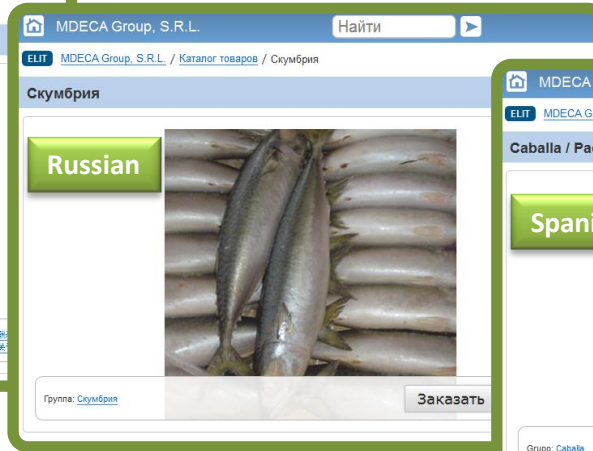 MDECA Group, S.R.L.
Найти
ELIT MDECA Group, S.R.L. / Каталог товаров / Скумбрия
Скумбрия
Russian
Группа: Скумбрия
Заказать
MDECA
ELIT MDECA G
Caballa / Pa
Spani
Grupo: Caballa